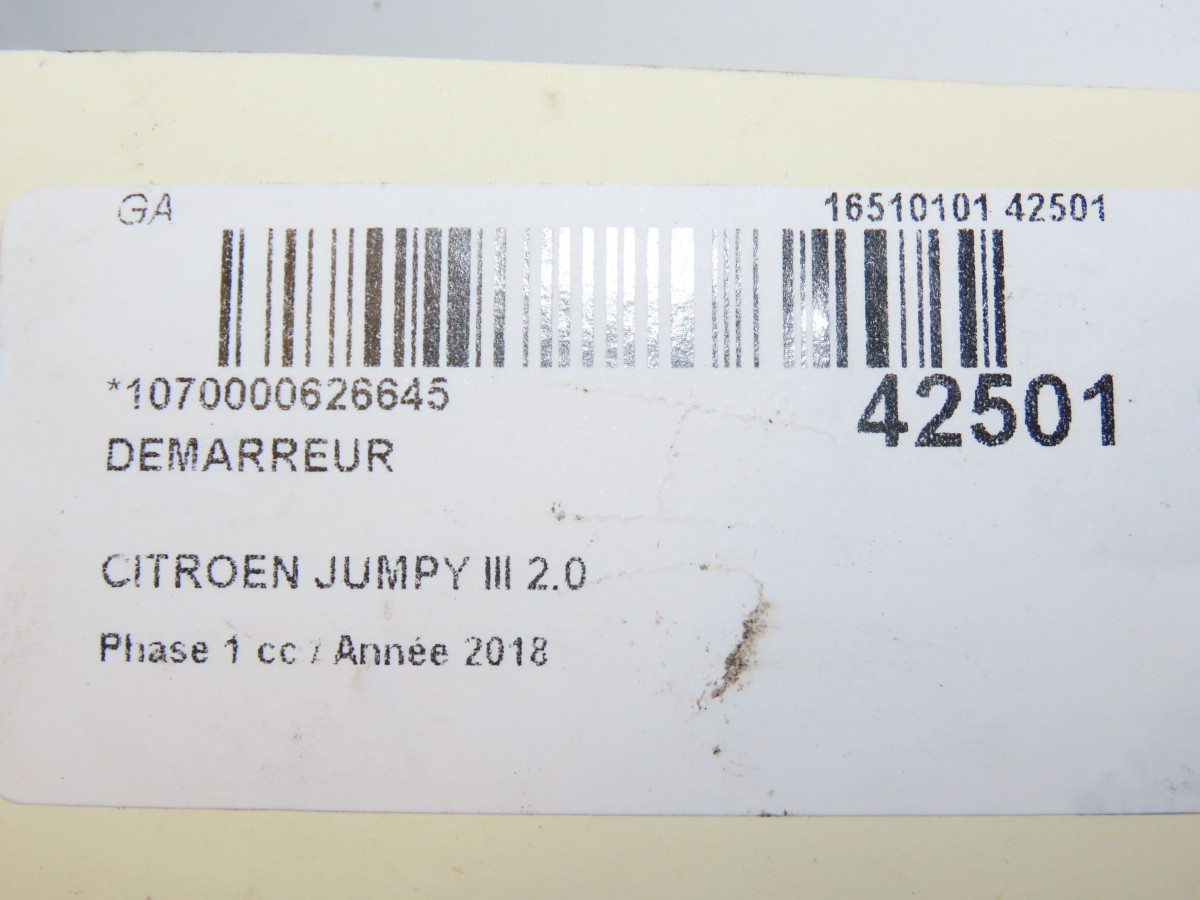 GA
16510101 42501
*1070000626645
42501
DEMARREUR
CITROEN JUMPY III 2.0
Phase 1 cc / Année 2018